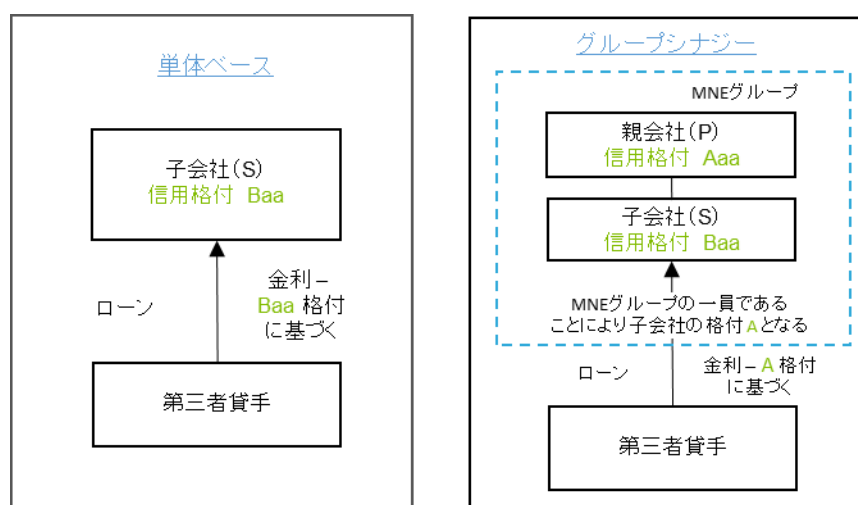 単体ベース
子会社(S)
信用格付 Baa
ローン
金利–
Baa 格付
に基づく
第三者貸手
グループシナジー
MNEグループ
親会社(P)
信用格付 Aaa
子会社(S)
信用格付 Baa
MNEグループの一員である
ことにより子会社の格付Aとなる
ローン
金利–A 格付
に基づく
第三者貸手